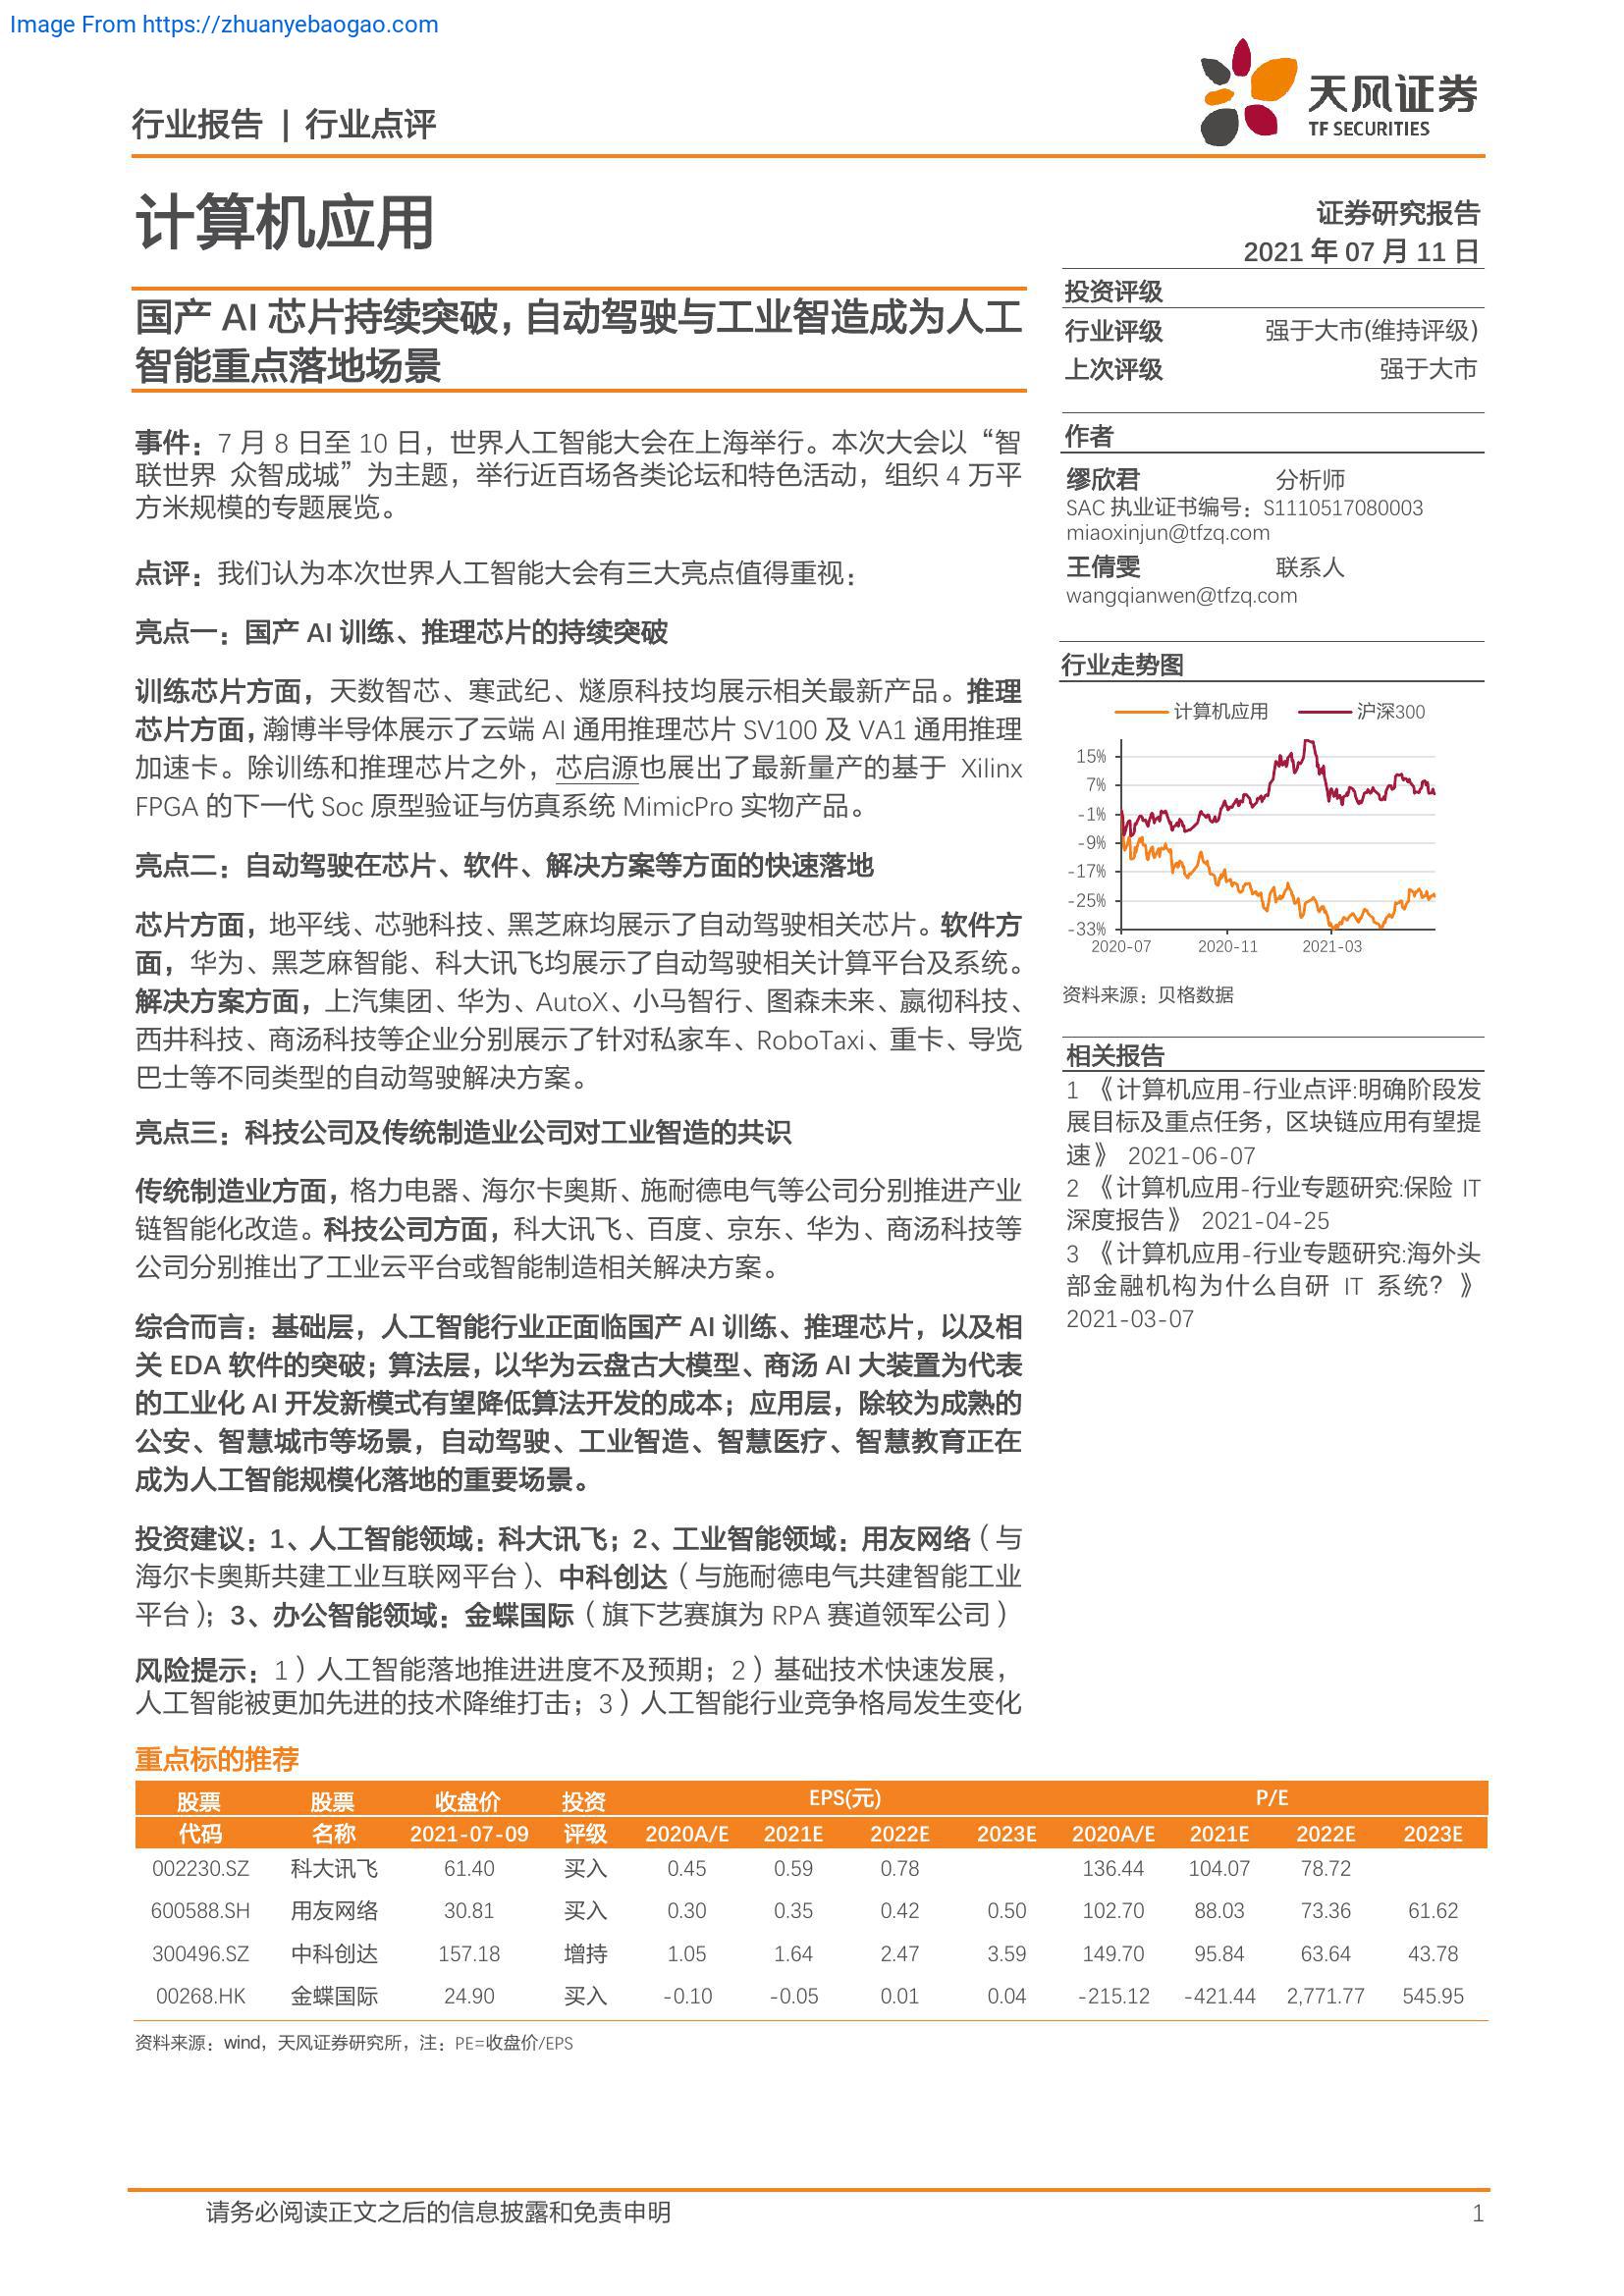 Image From https://zhuanyebaogao.com
天风证券
TF SECURITIES
行业报告 | 行业点评
计算机应用
证券研究报告
2021 年 07 月 11 日
国产 AI 芯片持续突破，自动驾驶与工业智造成为人工
智能重点落地场景
事件：7 月 8 日至 10 日，世界人工智能大会在上海举行。本次大会以“智
联世界 众智成城”为主题，举行近百场各类论坛和特色活动，组织 4 万平
方米规模的专题展览。
点评：我们认为本次世界人工智能大会有三大亮点值得重视：
亮点一：国产 AI 训练、推理芯片的持续突破
训练芯片方面，天数智芯、寒武纪、燧原科技均展示相关最新产品。推理
芯片方面，瀚博半导体展示了云端 AI 通用推理芯片 SV100 及 VA1 通用推理
加速卡。除训练和推理芯片之外，芯启源也展出了最新量产的基于 Xilinx
FPGA 的下一代 Soc 原型验证与仿真系统 MimicPro 实物产品。
亮点二：自动驾驶在芯片、软件、解决方案等方面的快速落地
芯片方面，地平线、芯驰科技、黑芝麻均展示了自动驾驶相关芯片。软件方
面，华为、黑芝麻智能、科大讯飞均展示了自动驾驶相关计算平台及系统。
解决方案方面，上汽集团、华为、AutoX、小马智行、图森未来、嬴彻科技、
西井科技、商汤科技等企业分别展示了针对私家车、RoboTaxi、重卡、导览
巴士等不同类型的自动驾驶解决方案。
亮点三：科技公司及传统制造业公司对工业智造的共识
传统制造业方面，格力电器、海尔卡奥斯、施耐德电气等公司分别推进产业
链智能化改造。科技公司方面，科大讯飞、百度、京东、华为、商汤科技等
公司分别推出了工业云平台或智能制造相关解决方案。
综合而言：基础层，人工智能行业正面临国产 AI 训练、推理芯片，以及相
关 EDA 软件的突破；算法层，以华为云盘古大模型、商汤 AI 大装置为代表
的工业化 AI 开发新模式有望降低算法开发的成本；应用层，除较为成熟的
公安、智慧城市等场景，自动驾驶、工业智造、智慧医疗、智慧教育正在
成为人工智能规模化落地的重要场景。
投资建议：1、人工智能领域：科大讯飞；2、工业智能领域：用友网络（与
海尔卡奥斯共建工业互联网平台）、中科创达（与施耐德电气共建智能工业
平台）；3、办公智能领域：金蝶国际（旗下艺赛旗为 RPA 赛道领军公司）
风险提示：1）人工智能落地推进进度不及预期；2）基础技术快速发展，
人工智能被更加先进的技术降维打击；3）人工智能行业竞争格局发生变化
投资评级
行业评级 强于大市(维持评级)
上次评级 强于大市
作者
缪欣君 分析师
SAC 执业证书编号：S1110517080003
miaoxinjun@tfzq.com
王倩雯 联系人
wangqianwen@tfzq.com
行业走势图
计算机应用 沪深300
15%
7%
-1%
-9%
-17%
-25%
-33%
2020-07 2020-11 2021-03
资料来源：贝格数据
相关报告
1 《计算机应用-行业点评:明确阶段发
展目标及重点任务，区块链应用有望提
速》 2021-06-07
2 《计算机应用-行业专题研究:保险 IT
深度报告》 2021-04-25
3 《计算机应用-行业专题研究:海外头
部金融机构为什么自研 IT 系统？》
2021-03-07
重点标的推荐
股票 股票 收盘价 投资 EPS(元) P/E
代码 名称 2021-07-09 评级 2020A/E 2021E 2022E 2023E 2020A/E 2021E 2022E 2023E
002230.SZ 科大讯飞 61.40 买入 0.45 0.59 0.78 136.44 104.07 78.72
600588.SH 用友网络 30.81 买入 0.30 0.35 0.42 0.50 102.70 88.03 73.36 61.62
300496.SZ 中科创达 157.18 增持 1.05 1.64 2.47 3.59 149.70 95.84 63.64 43.78
00268.HK 金蝶国际 24.90 买入 -0.10 -0.05 0.01 0.04 -215.12 -421.44 2,771.77 545.95
资料来源：wind，天风证券研究所，注：PE=收盘价/EPS
请务必阅读正文之后的信息披露和免责申明 1